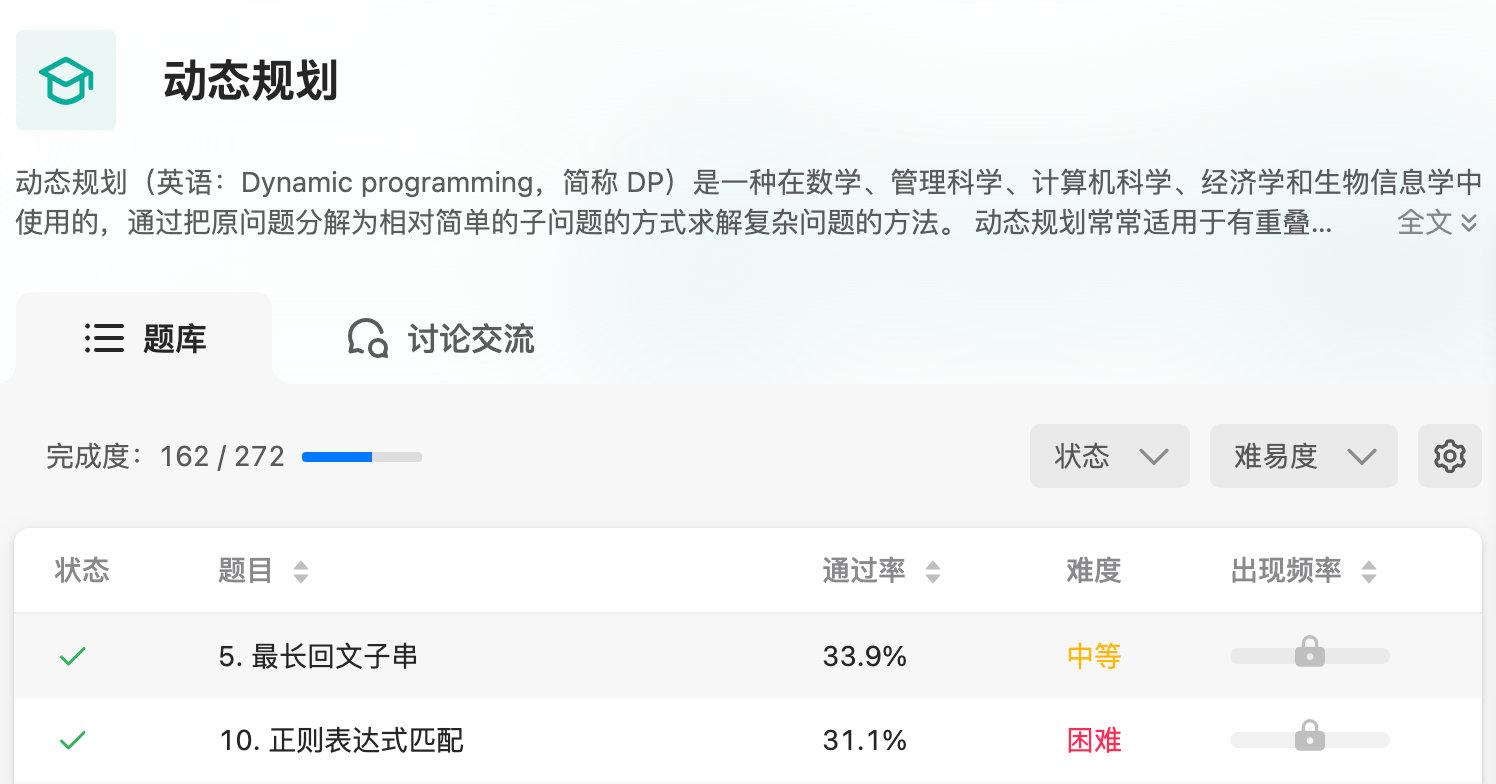 动态规划
动态规划（英语：Dynamic programming，简称 DP）是一种在数学、管理科学、计算机科学、经济学和生物信息学中
使用的，通过把原问题分解为相对简单的子问题的方式求解复杂问题的方法。 动态规划常常适用于有重叠... 全文
题库 讨论交流
完成度： 162 / 272 状态 难易度
状态 题目 通过率 难度 出现频率
5. 最长回文子串 33.9% 中等
10. 正则表达式匹配 31.1% 困难